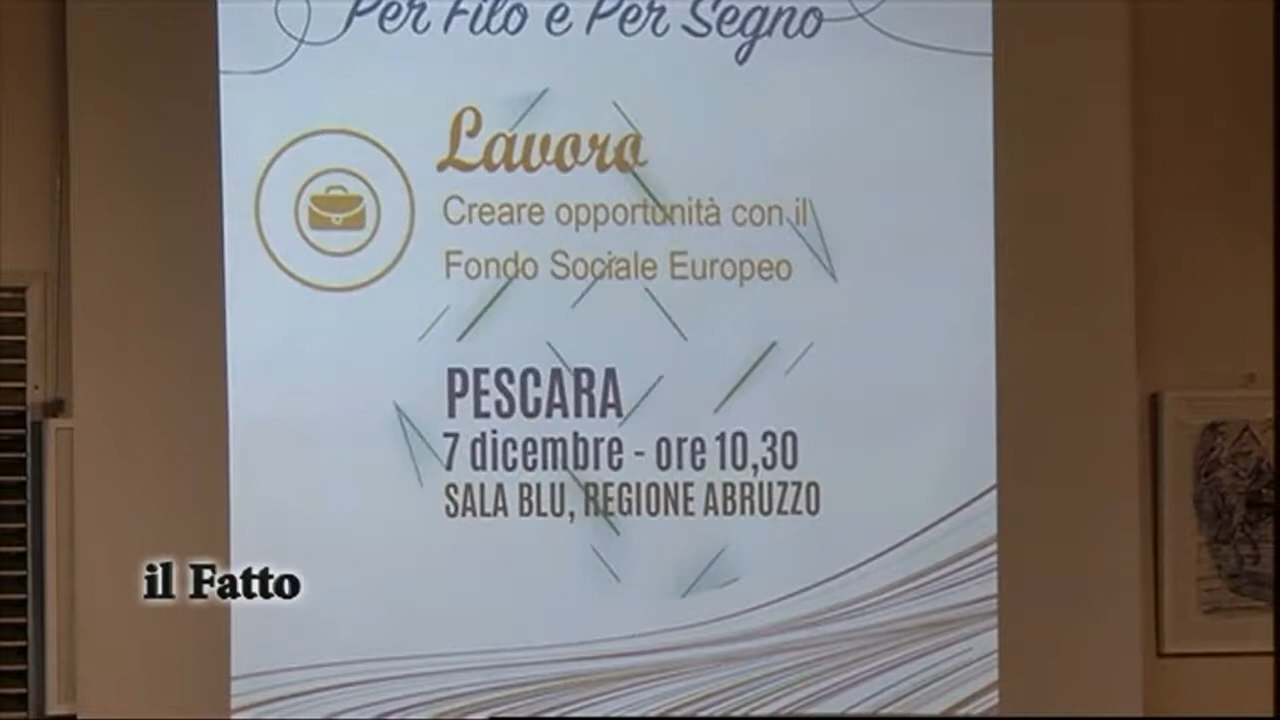 Per Filo e Per Segno
Lavoro
Creare opportunità con il
Fondo Sociale Europeo
PESCARA
7 dicembre - ore 10,30
SALA BLU, REGIONE ABRUZZO
il Fatto